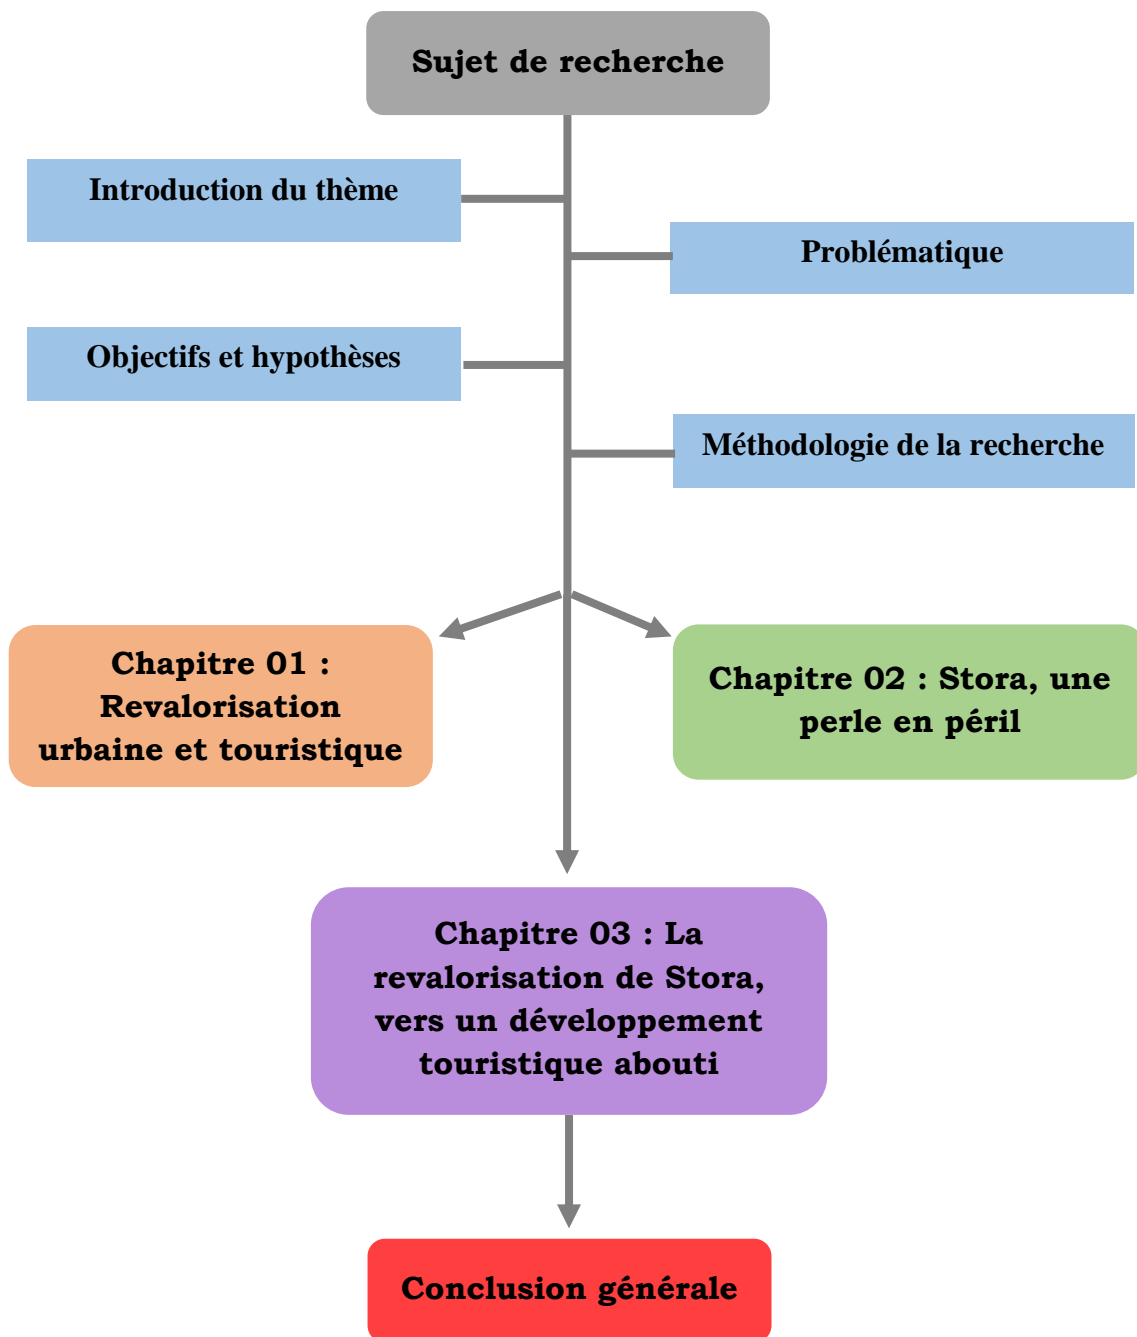 Sujet de recherche
Introduction du thème
Problématique
Objectifs et hypothèses
Méthodologie de la recherche
Chapitre 01 :
Revalorisation
urbaine et touristique
Chapitre 02 : Stora, une
perle en péril
Chapitre 03 : La
revalorisation de Stora,
vers un développement
touristique abouti
Conclusion générale